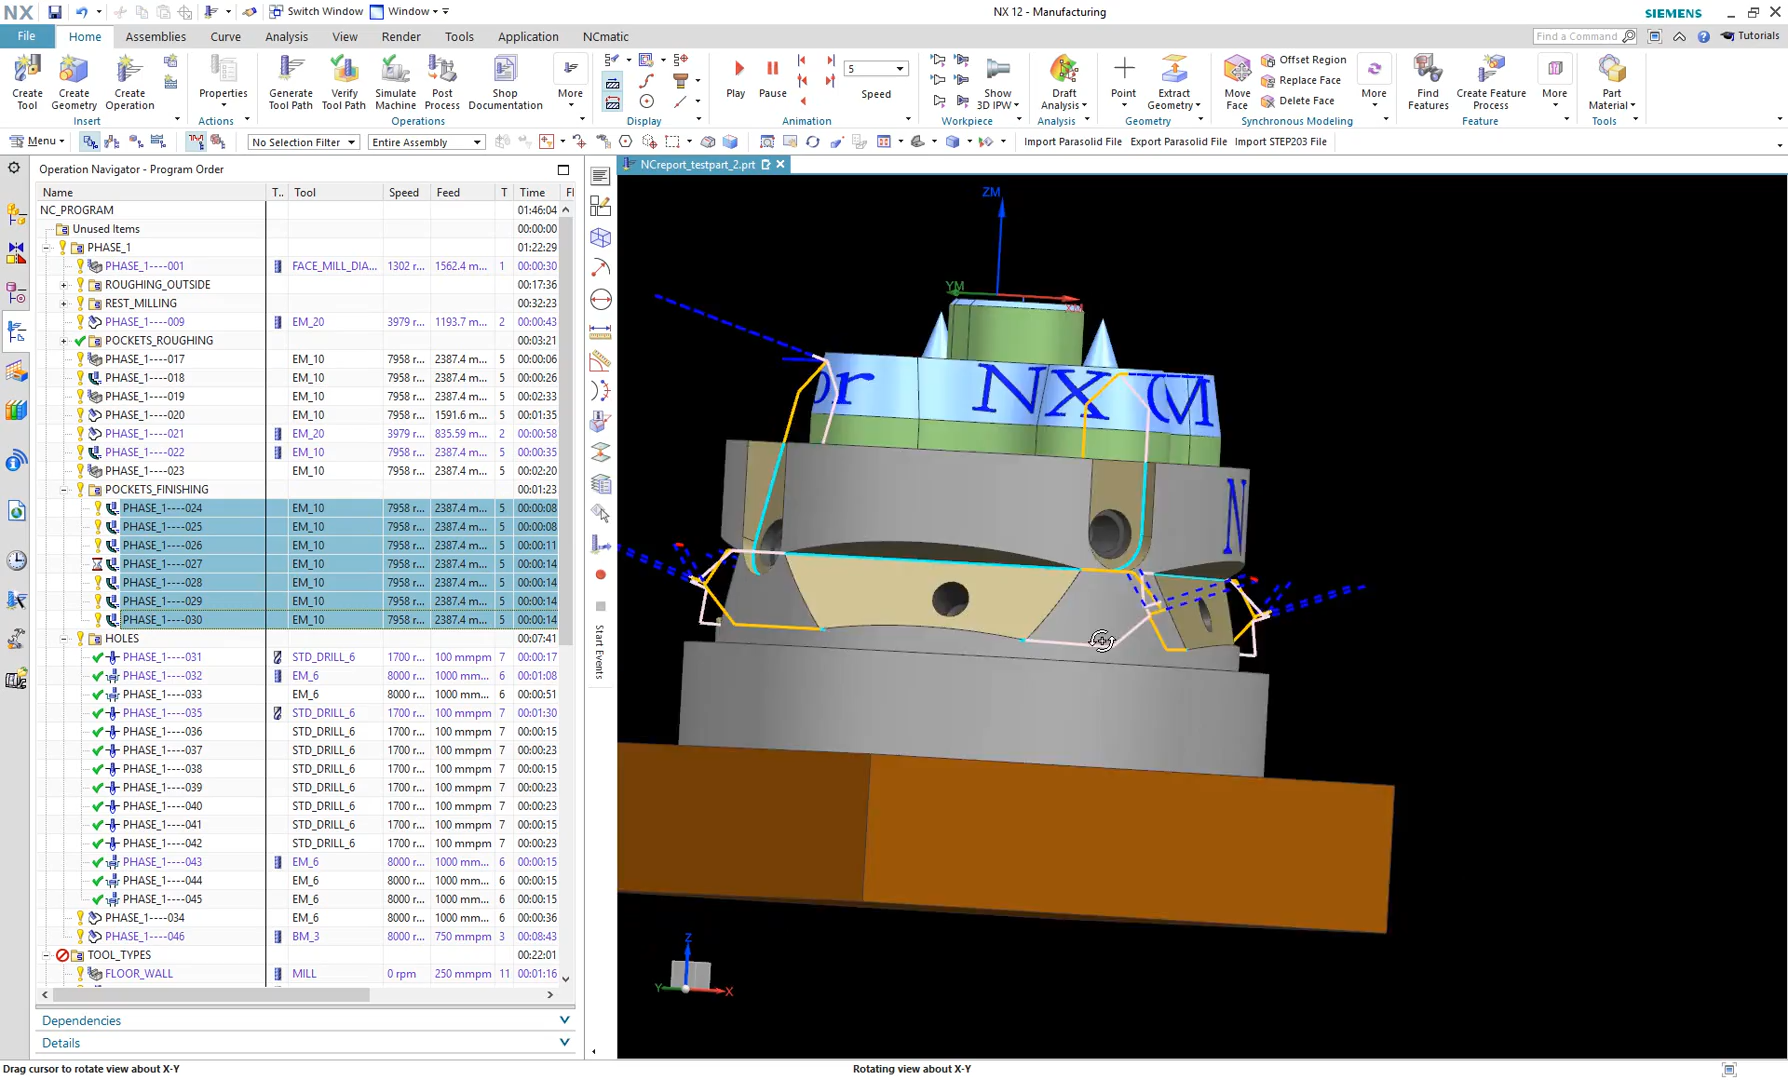 NX
Switch Window
Window
NX 12 - Manufacturing
SIEMENS
File
Home
Assemblies
Curve
Analysis
View
Render
Tools
Application
NCmatic
Find a Command
Tutorials
Create Tool
Create Geometry
Create Operation
Insert
Properties
Actions
Generate Tool Path
Verify Tool Path
Simulate Machine
Post Process
Shop Documentation
More
Operations
Display
Play
Pause
5
Speed
Animation
Show 3D IPW
Workpiece
Draft Analysis
Analysis
Point
Extract Geometry
Geometry
Move Face
Offset Region
Replace Face
Delete Face
More
Synchronous Modeling
Find Features
Create Feature Process
More
Feature
Part Material
Tools
Menu
No Selection Filter
Entire Assembly
Import Parasolid File
Export Parasolid File
Import STEP203 File
Operation Navigator - Program Order
NCreport_testpart_2.prt
Name T.. Tool Speed Feed T Time Fl
NC_PROGRAM 01:46:04
Unused Items 00:00:00
PHASE_1 01:22:29
PHASE_1----001 FACE_MILL_DIA... 1302 r... 1562.4 m... 1 00:00:30
ROUGHING_OUTSIDE 00:17:36
REST_MILLING 00:32:23
PHASE_1----009 EM_20 3979 r... 1193.7 m... 2 00:00:43
POCKETS_ROUGHING 00:03:21
PHASE_1----017 EM_10 7958 r... 2387.4 m... 5 00:00:06
PHASE_1----018 EM_10 7958 r... 2387.4 m... 5 00:00:26
PHASE_1----019 EM_10 7958 r... 2387.4 m... 5 00:02:33
PHASE_1----020 EM_10 7958 r... 1591.6 m... 5 00:01:35
PHASE_1----021 EM_20 3979 r... 835.59 m... 2 00:00:58
PHASE_1----022 EM_10 7958 r... 2387.4 m... 5 00:00:35
PHASE_1----023 EM_10 7958 r... 2387.4 m... 5 00:02:20
POCKETS_FINISHING 00:01:23
PHASE_1----024 EM_10 7958 r... 2387.4 m... 5 00:00:08
PHASE_1----025 EM_10 7958 r... 2387.4 m... 5 00:00:08
PHASE_1----026 EM_10 7958 r... 2387.4 m... 5 00:00:11
PHASE_1----027 EM_10 7958 r... 2387.4 m... 5 00:00:14
PHASE_1----028 EM_10 7958 r... 2387.4 m... 5 00:00:14
PHASE_1----029 EM_10 7958 r... 2387.4 m... 5 00:00:14
PHASE_1----030 EM_10 7958 r... 2387.4 m... 5 00:00:14
HOLES 00:07:41
PHASE_1----031 STD_DRILL_6 1700 r... 100 mmpm 7 00:00:17
PHASE_1----032 EM_6 8000 r... 1000 mm... 6 00:01:08
PHASE_1----033 EM_6 8000 r... 1000 mm... 6 00:00:51
PHASE_1----035 STD_DRILL_6 1700 r... 100 mmpm 7 00:01:30
PHASE_1----036 STD_DRILL_6 1700 r... 100 mmpm 7 00:00:15
PHASE_1----037 STD_DRILL_6 1700 r... 100 mmpm 7 00:00:23
PHASE_1----038 STD_DRILL_6 1700 r... 100 mmpm 7 00:00:15
PHASE_1----039 STD_DRILL_6 1700 r... 100 mmpm 7 00:00:23
PHASE_1----040 STD_DRILL_6 1700 r... 100 mmpm 7 00:00:23
PHASE_1----041 STD_DRILL_6 1700 r... 100 mmpm 7 00:00:15
PHASE_1----042 STD_DRILL_6 1700 r... 100 mmpm 7 00:00:23
PHASE_1----043 EM_6 8000 r... 1000 mm... 6 00:00:15
PHASE_1----044 EM_6 8000 r... 1000 mm... 6 00:00:15
PHASE_1----045 EM_6 8000 r... 1000 mm... 6 00:00:15
PHASE_1----034 EM_6 8000 r... 1000 mm... 6 00:00:36
PHASE_1----046 BM_3 8000 r... 750 mmpm 3 00:08:43
TOOL_TYPES 00:22:01
FLOOR_WALL MILL 0 rpm 250 mmpm 11 00:01:16
Dependencies
Details
Start Events
ZM
YM
XM
or NX CM
N
Z
Y
X
Drag cursor to rotate view about X-Y
Rotating view about X-Y